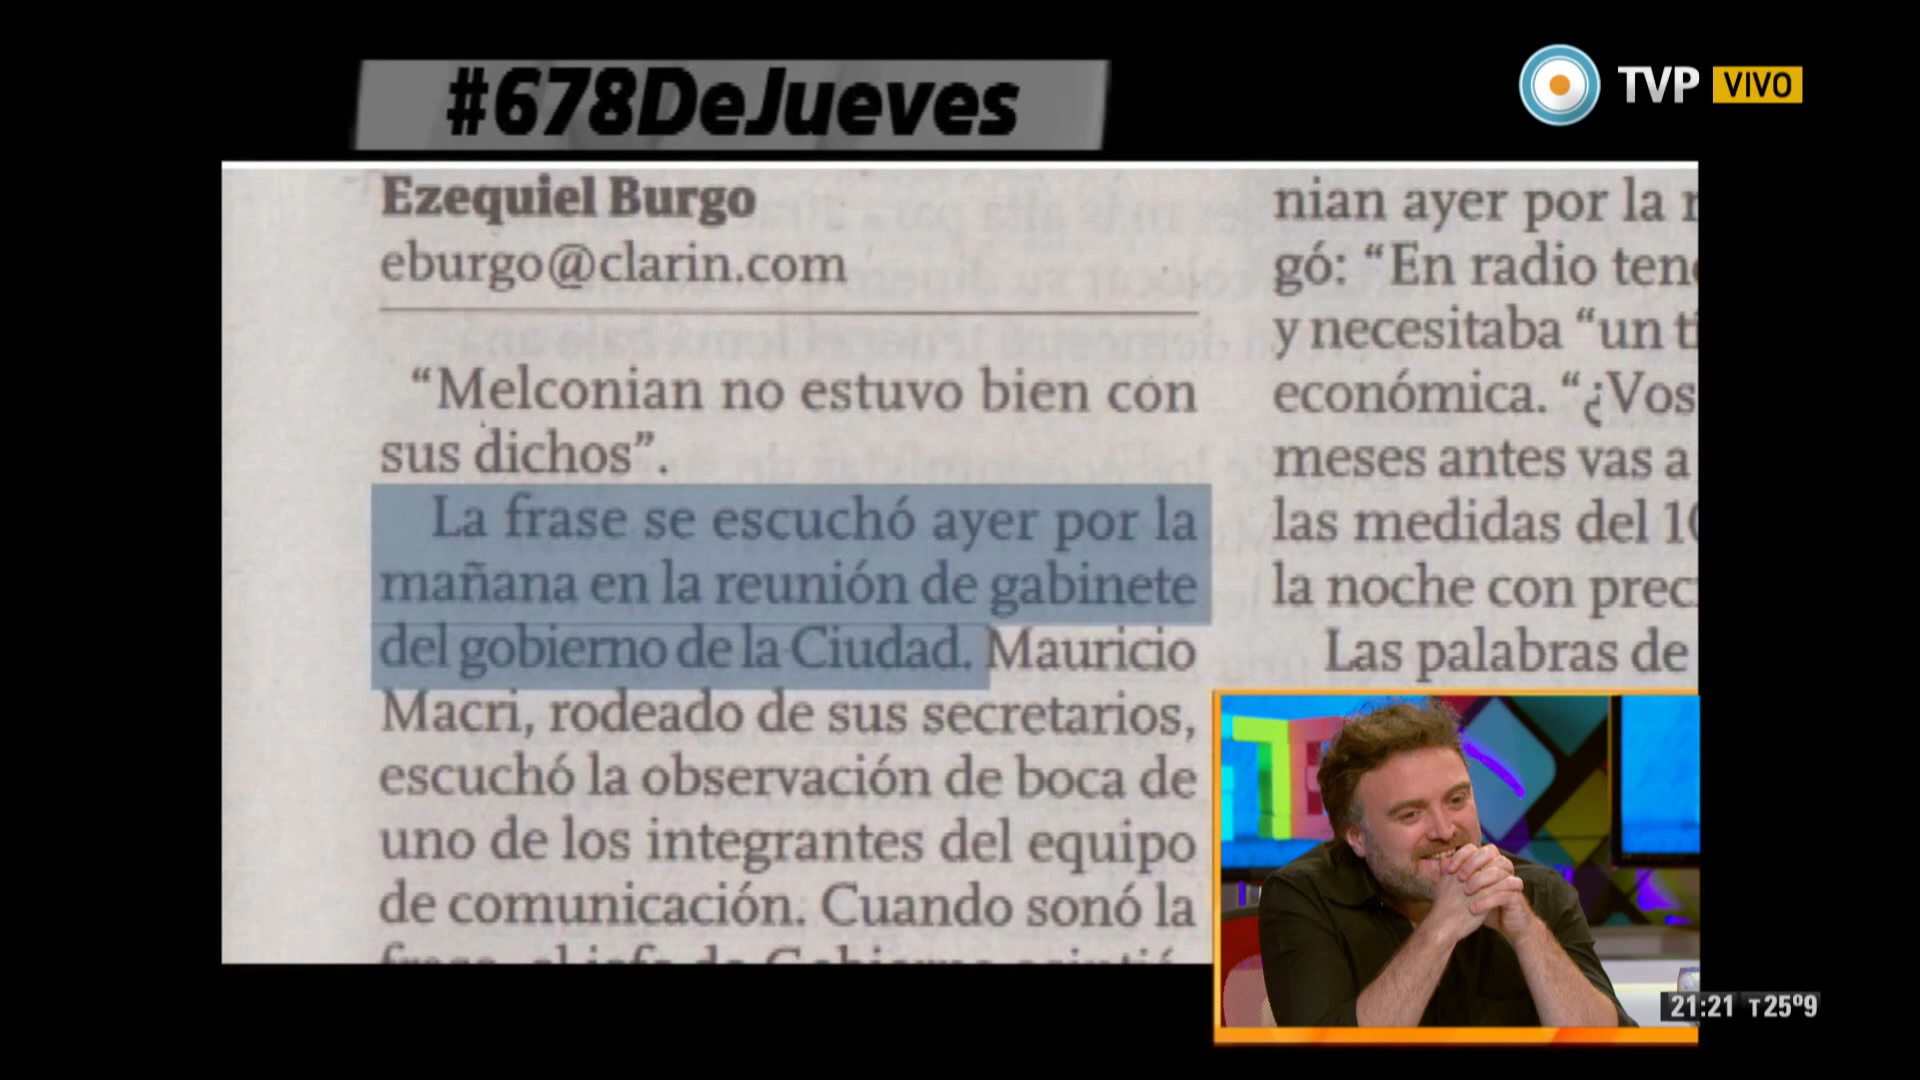 #678DeJueves
TVP VIVO
Ezequiel Burgo
eburgo@clarin.com
“Melconian no estuvo bien con
sus dichos”.
La frase se escuchó ayer por la
mañana en la reunión de gabinete
del gobierno de la Ciudad. Mauricio
Macri, rodeado de sus secretarios,
escuchó la observación de boca de
uno de los integrantes del equipo
de comunicación. Cuando sonó la
nian ayer por la
gó: “En radio
y necesitaba “un
económica. “¿Vos
meses antes vas a
las medidas del
la noche con
Las palabras de
TE
21:21 T25º9